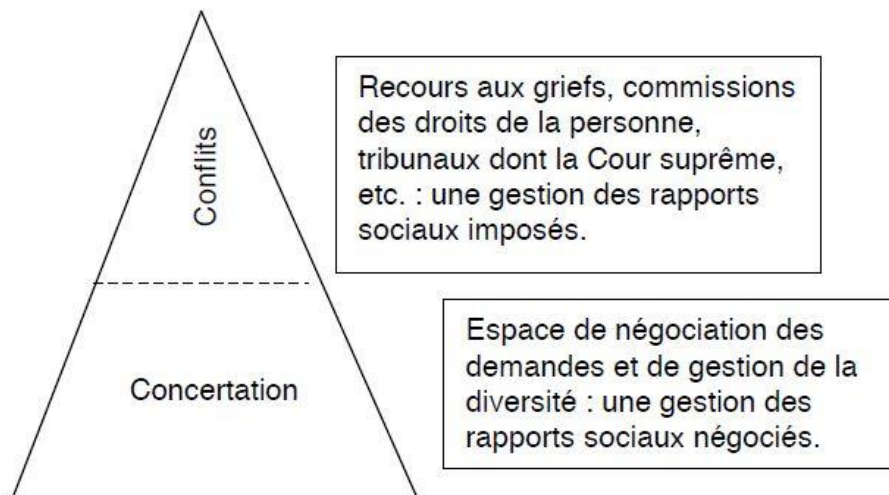 Conflits
Recours aux griefs, commissions
des droits de la personne,
tribunaux dont la Cour suprême,
etc. : une gestion des rapports
sociaux imposés.
Concertation
Espace de négociation des
demandes et de gestion de la
diversité : une gestion des
rapports sociaux négociés.